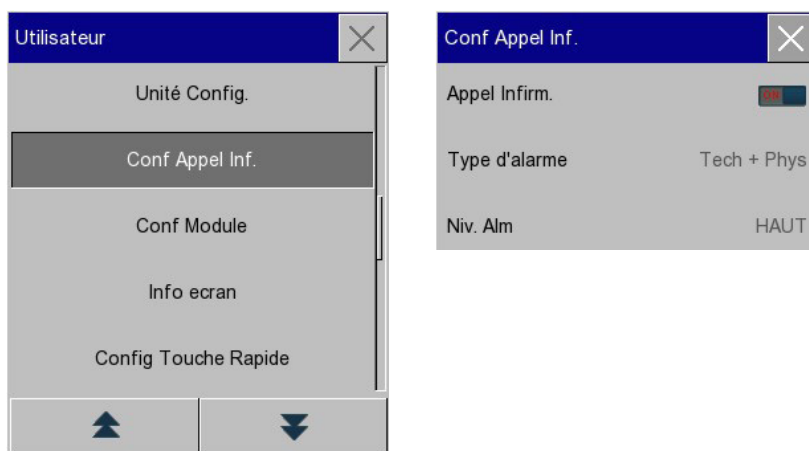 Utilisateur
Unité Config.
Conf Appel Inf.
Conf Module
Info ecran
Config Touche Rapide
Conf Appel Inf.
Appel Infirm. ON
Type d'alarme Tech + Phys
Niv. Alm HAUT